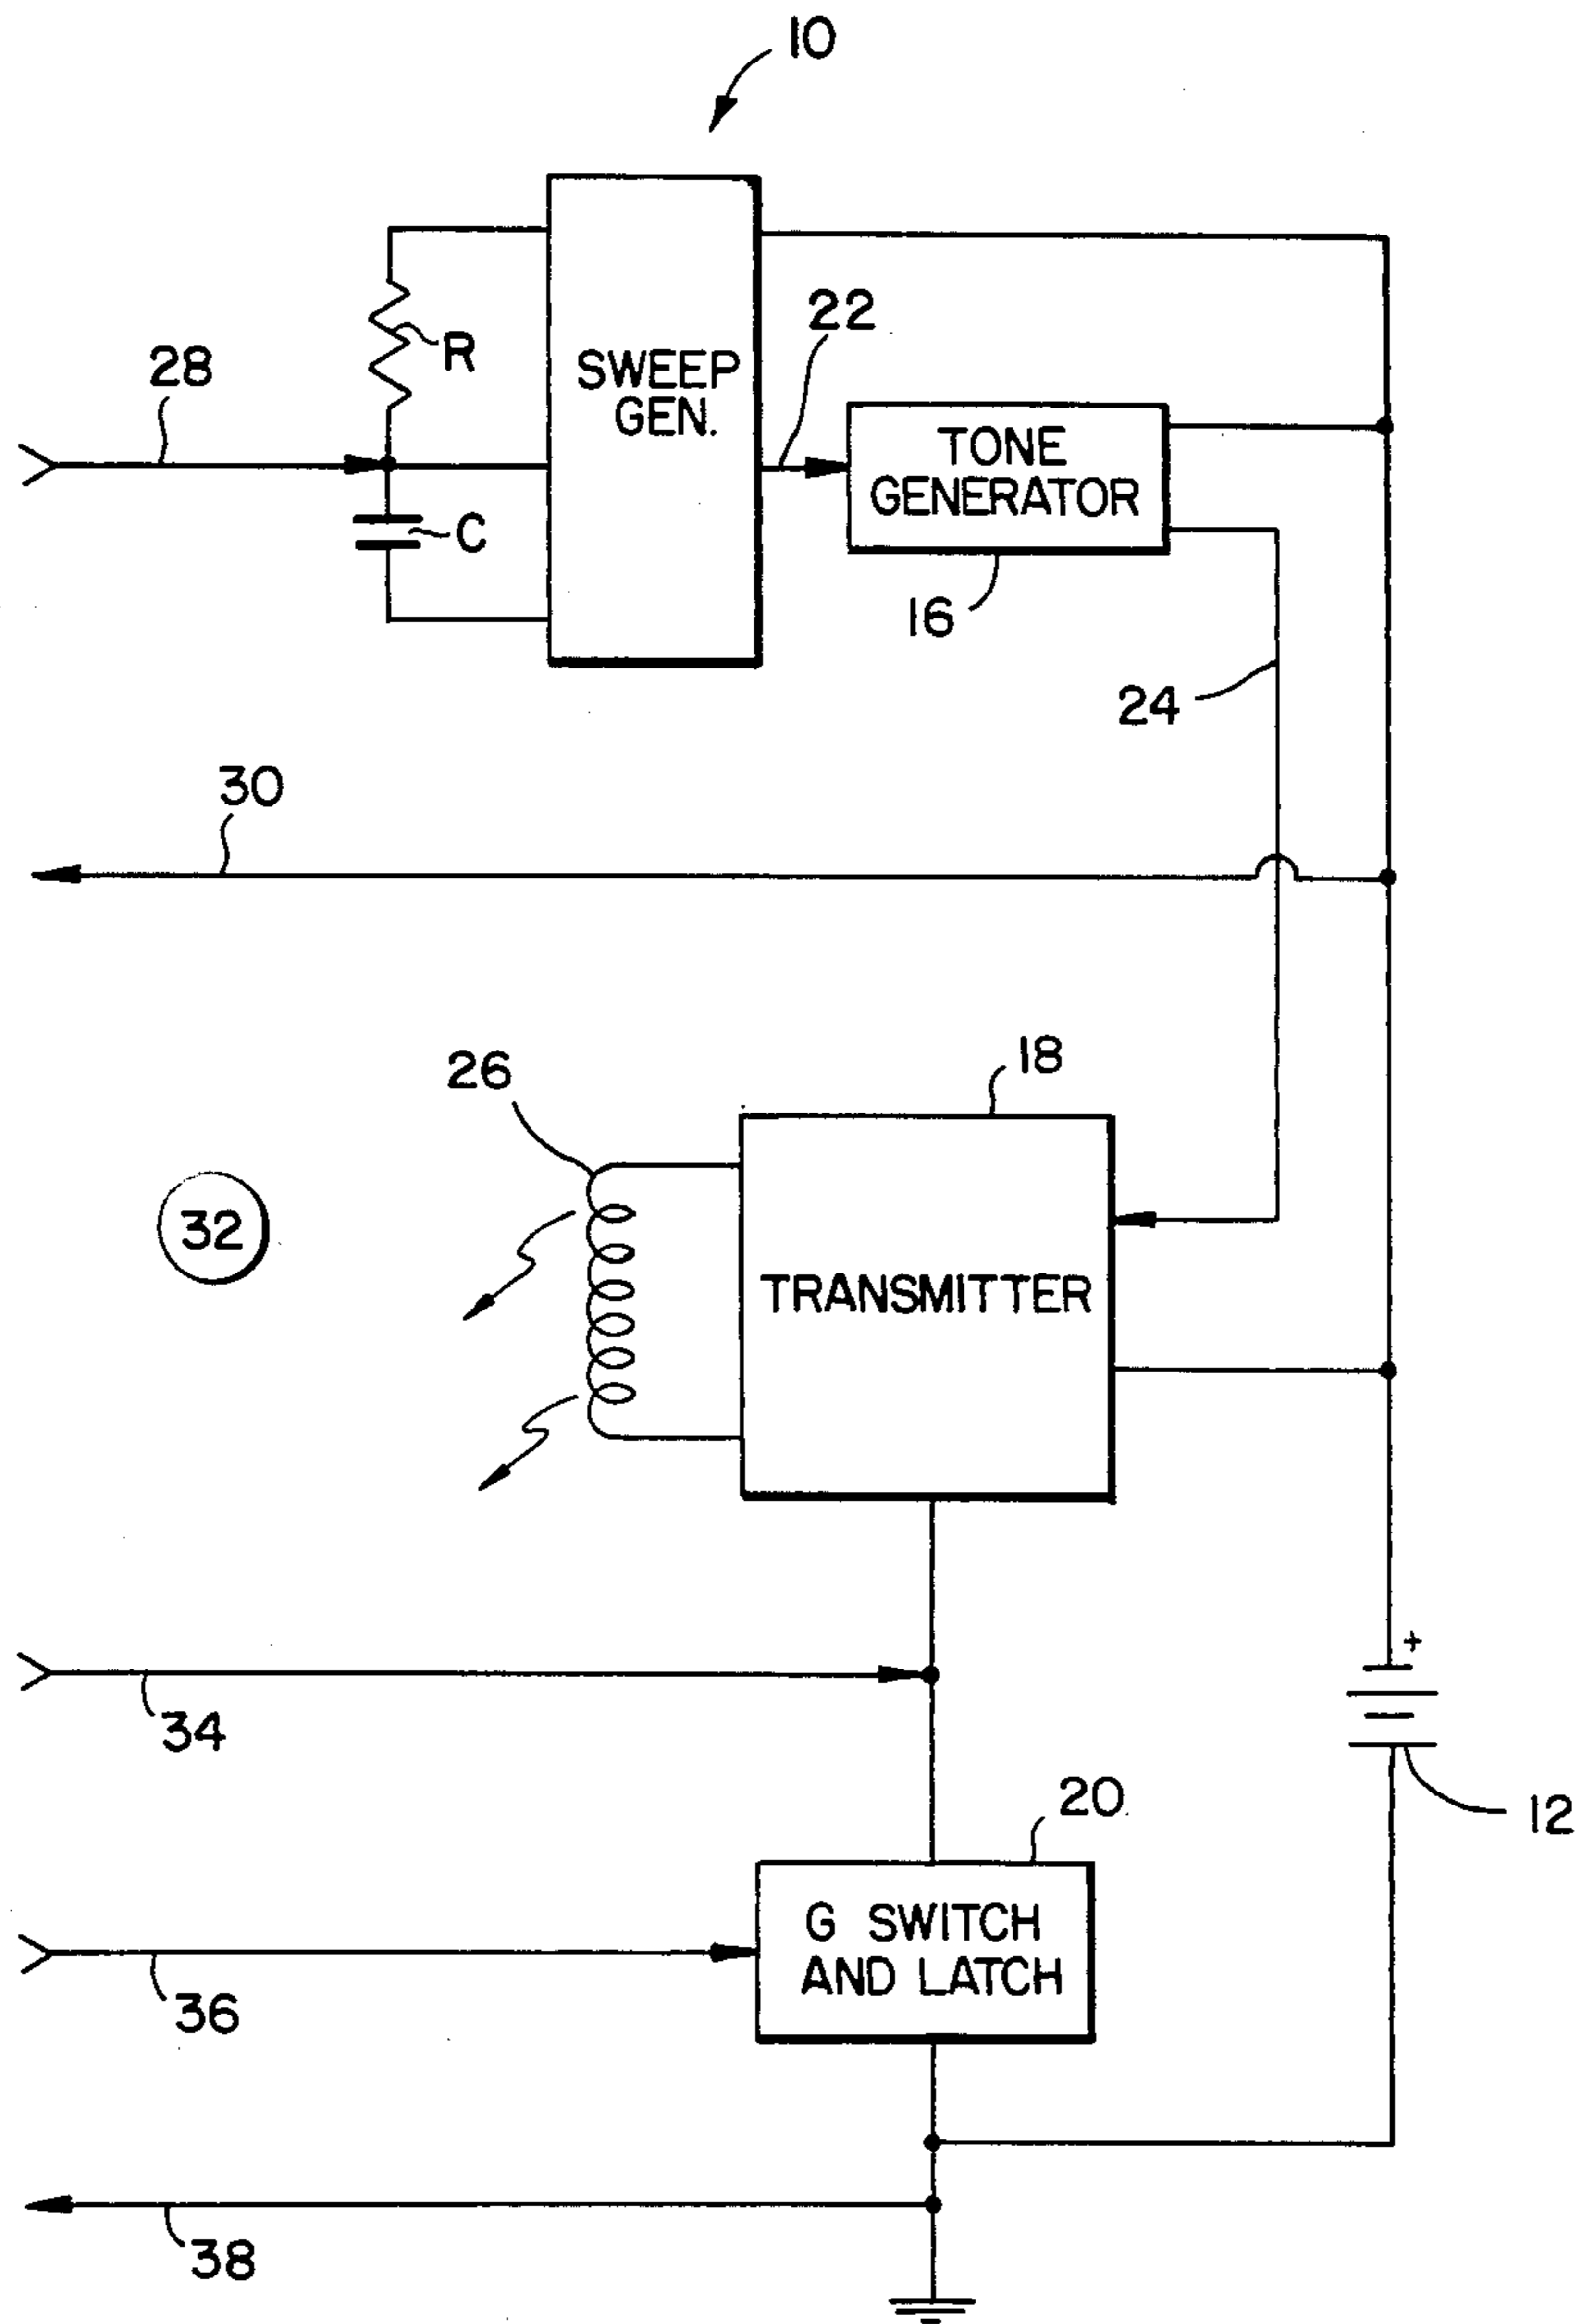 10
28
R
SWEEP
GEN.
22
TONE
GENERATOR
C
16
24
30
26
18
32
TRANSMITTER
34
+
12
20
G SWITCH
AND LATCH
36
38